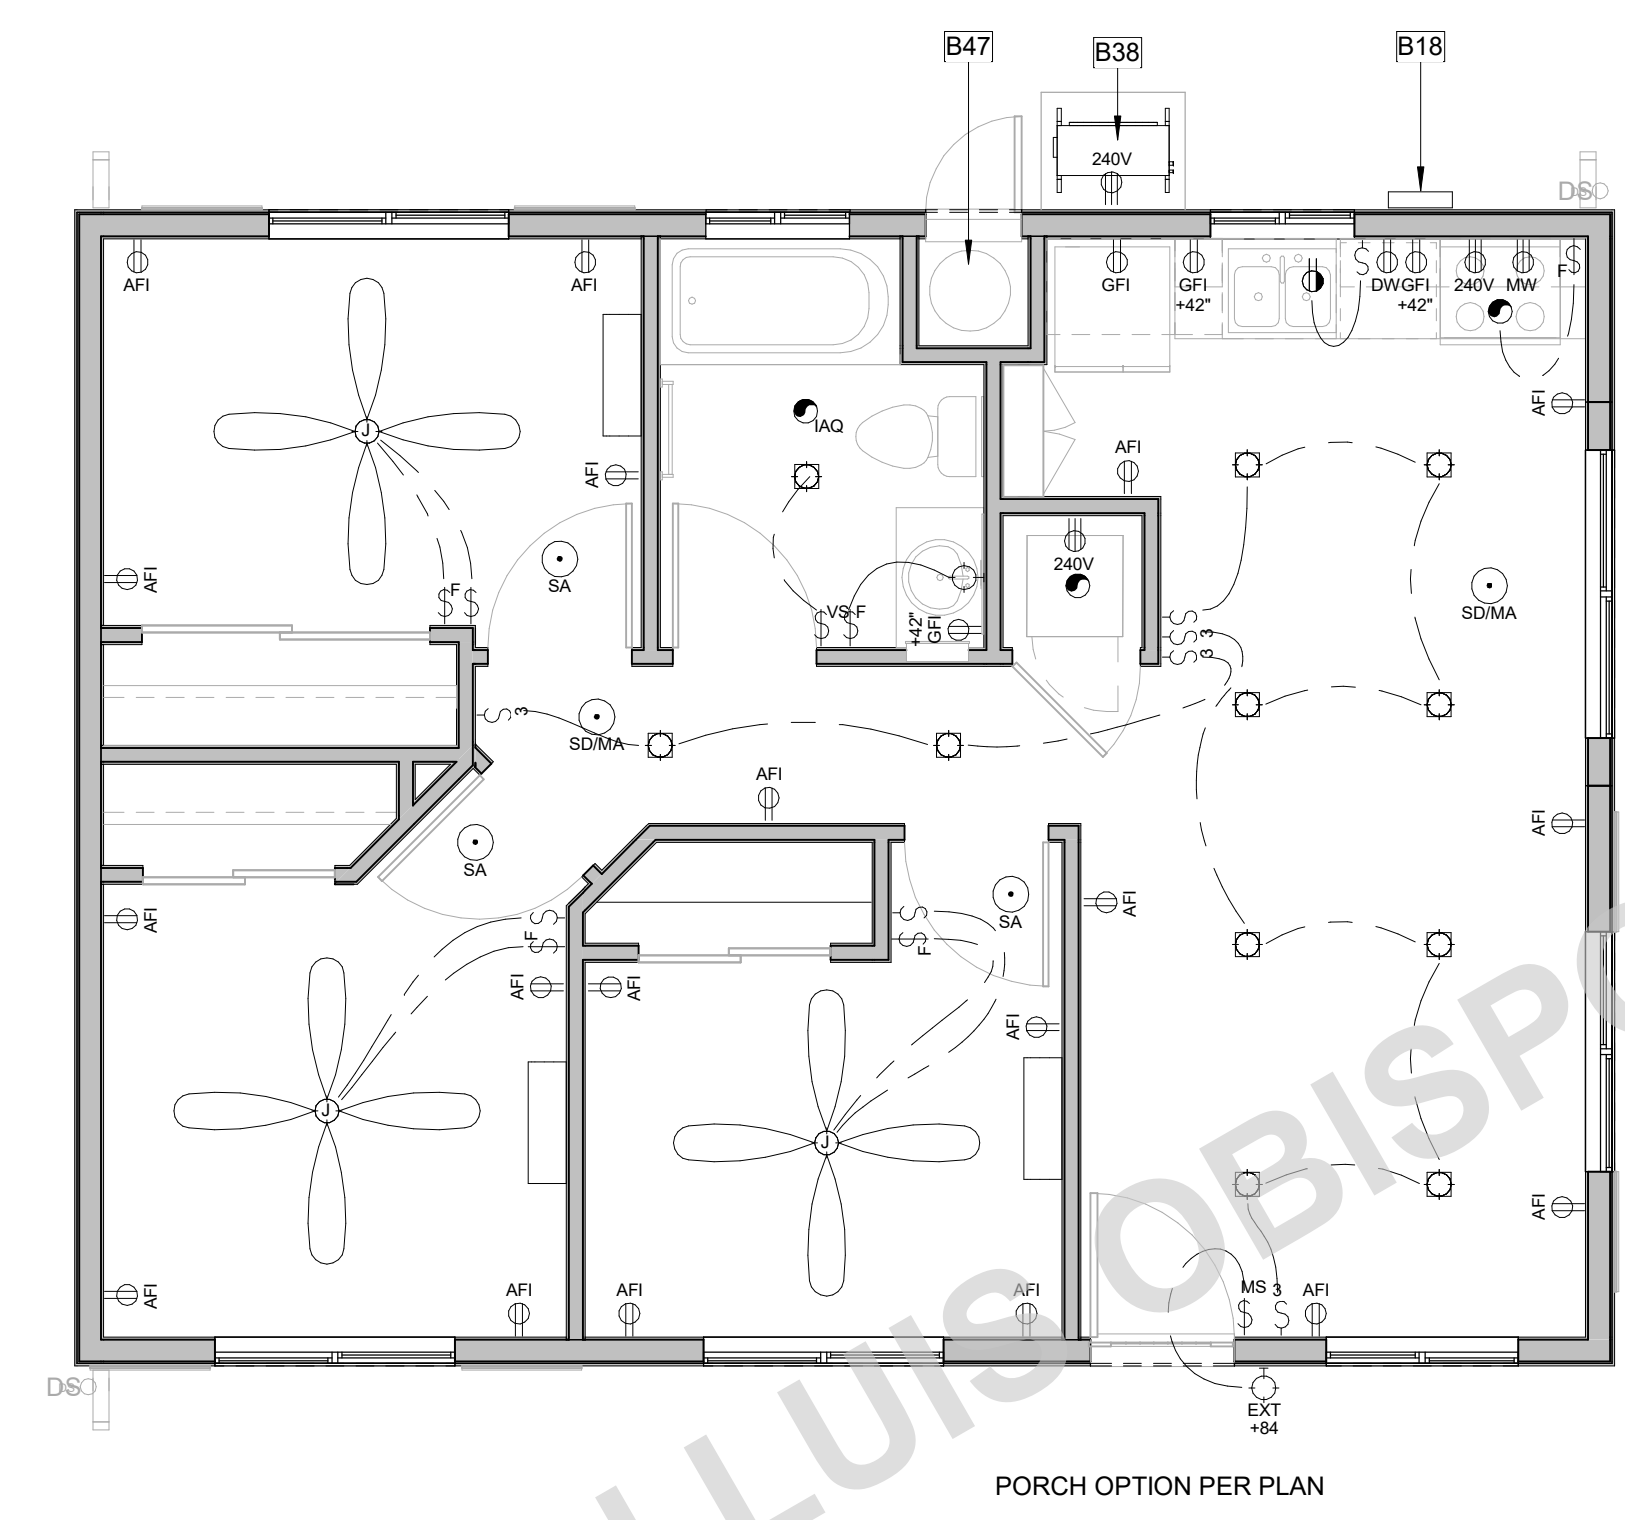 B47
B38
B18
240V
DS
AFI
AFI
GFI
GFI
+42"
DW
GFI
+42"
240V
MW
F
AFI
J
IAQ
AFI
AFI
AFI
SA
240V
SD/MA
F
VS F
+42"
GFI
3
3
3
SD/MA
AFI
AFI
SA
SA
AFI
AFI
F
F
AFI
AFI
AFI
J
J
AFI
AFI
AFI
AFI
AFI
MS 3
AFI
DS
EXT
+84
PORCH OPTION PER PLAN
LUIS OBISPO